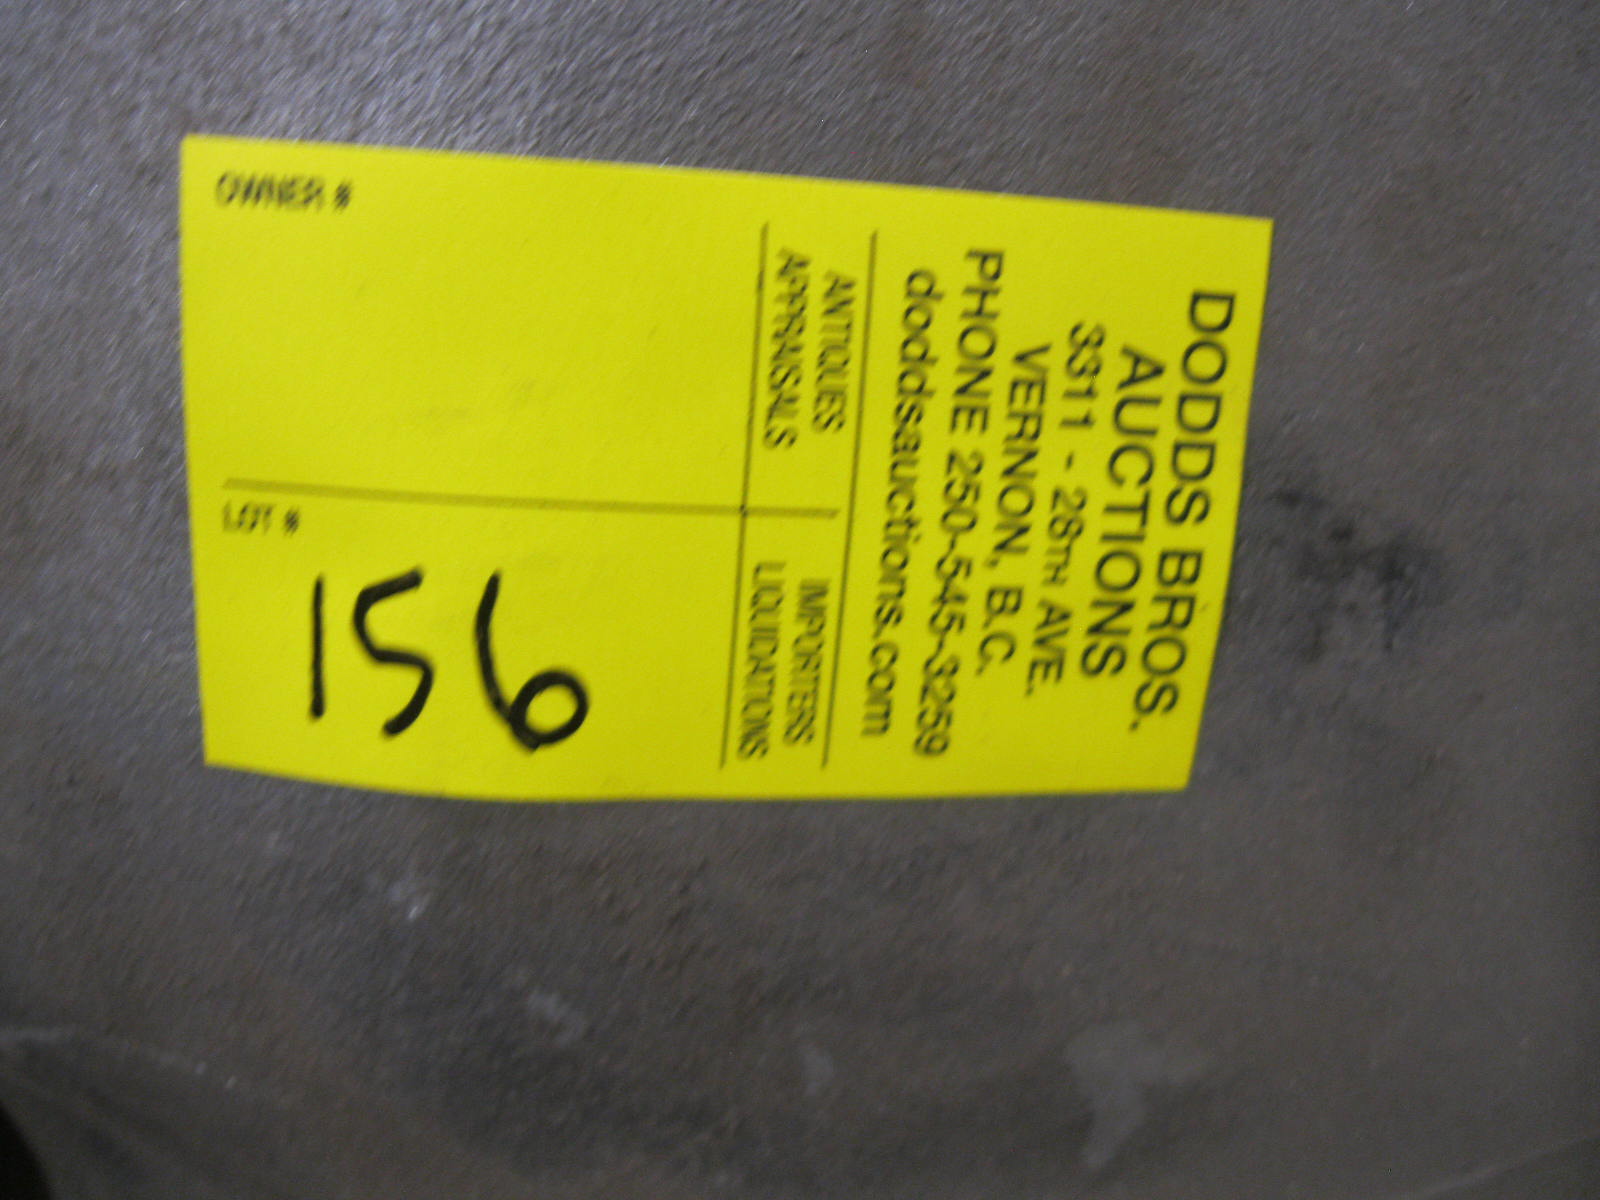 DODDS BROS.
AUCTIONS
3311 - 28TH AVE.
VERNON, B.C.
PHONE 250-545-3259
doddsauctions.com
ANTIQUES IMPORTERS
APPRAISALS LIQUIDATIONS
OWNER # LOT #
156